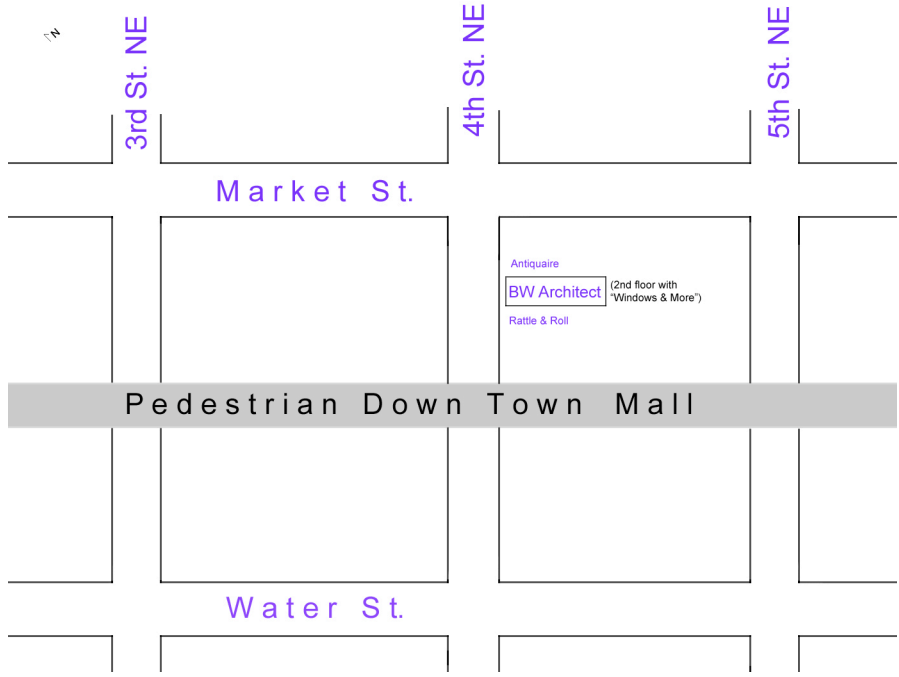 N
3rd St. NE
4th St. NE
5th St. NE
Market St.
Antiquaire
BW Architect
(2nd floor with
“Windows & More”)
Rattle & Roll
Pedestrian Down Town Mall
Water St.